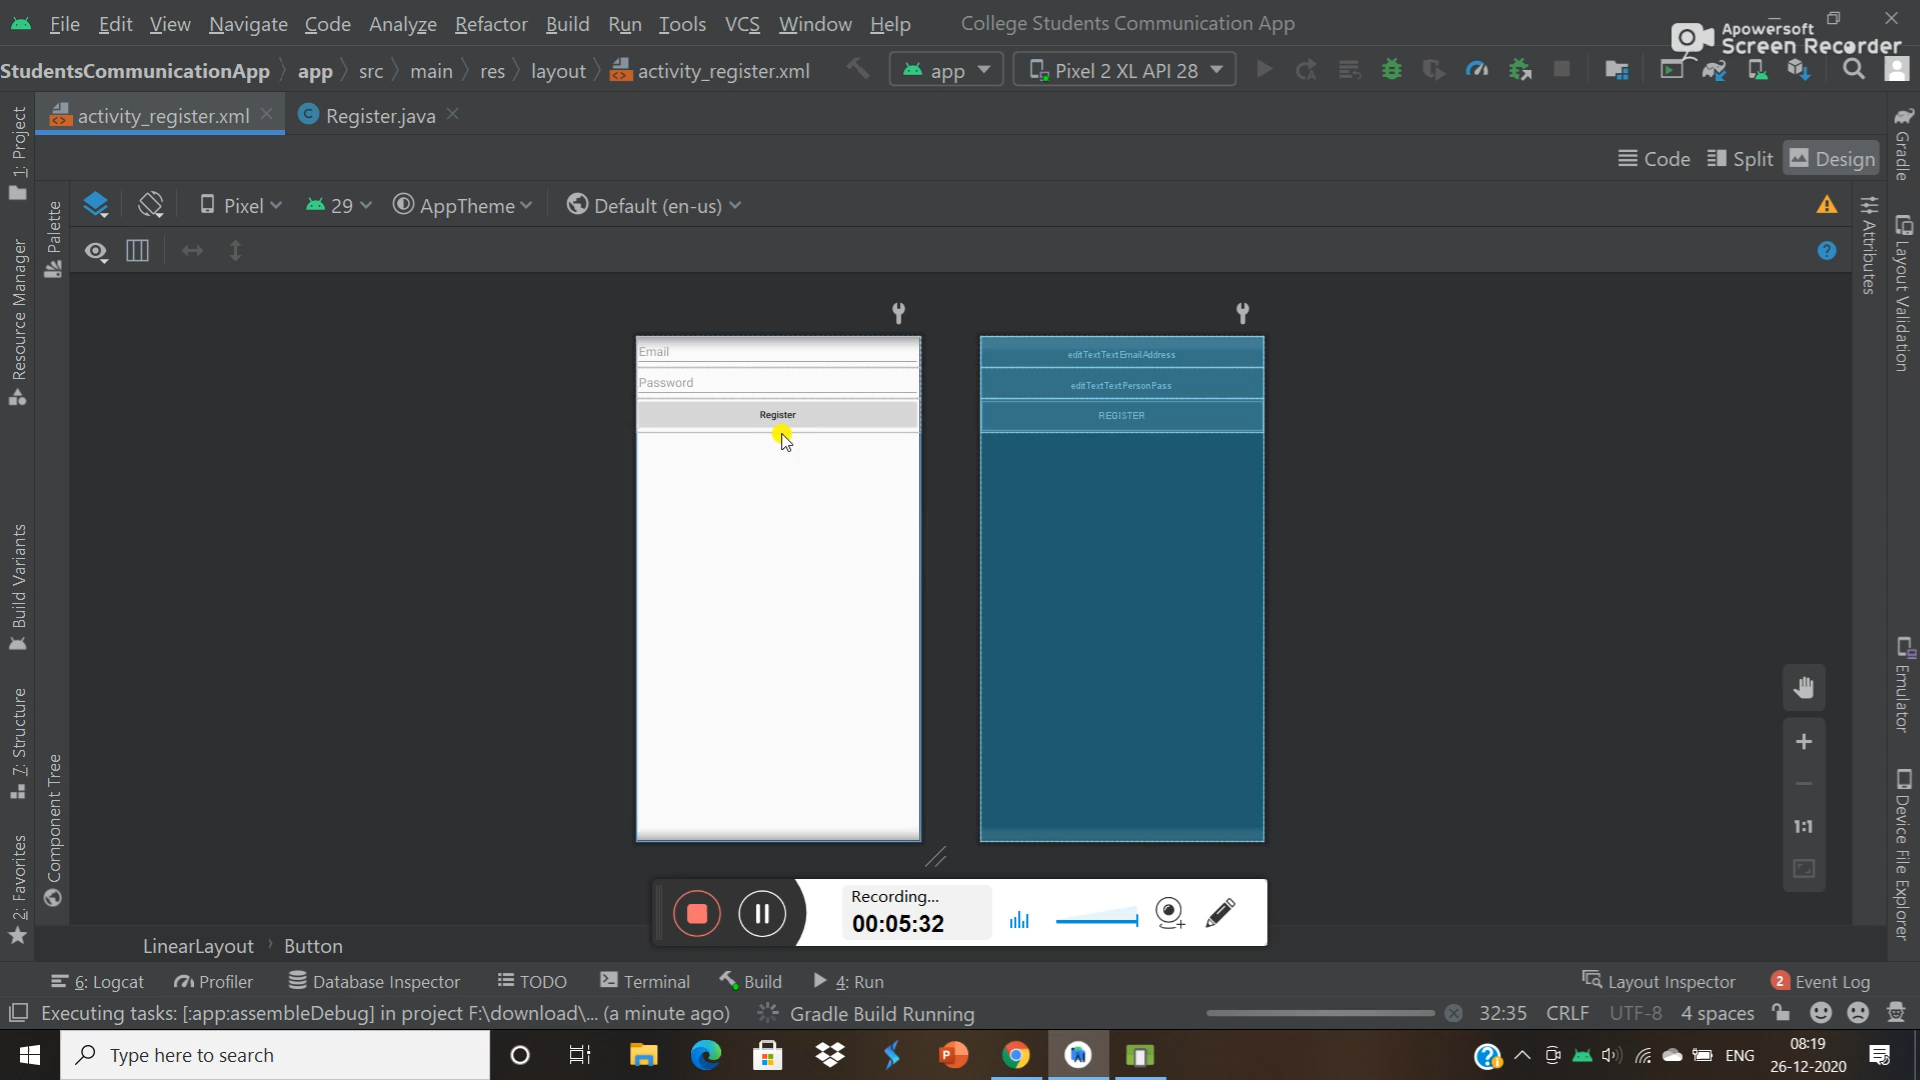 File Edit View Navigate Code Analyze Refactor Build Run Tools VCS Window Help College Students Communication App
Apowersoft
Screen Recorder
StudentsCommunicationApp app src main res layout activity_register.xml app Pixel 2 XL API 28
activity_register.xml Register.java
Code Split Design
Pixel 29 AppTheme Default (en-us)
1: Project
Resource Manager
Build Variants
7: Structure
2: Favorites
Palette
Component Tree
Email
Password
Register
editTextTextEmailAddress
editTextTextPersonPass
REGISTER
Attributes
Gradle
Layout Validation
Emulator
Device File Explorer
1:1
Recording...
00:05:32
LinearLayout Button
6: Logcat Profiler Database Inspector TODO Terminal Build 4: Run Layout Inspector 2 Event Log
Executing tasks: [:app:assembleDebug] in project F:\download\... (a minute ago) Gradle Build Running 32:35 CRLF UTF-8 4 spaces
Type here to search
ENG
08:19
26-12-2020